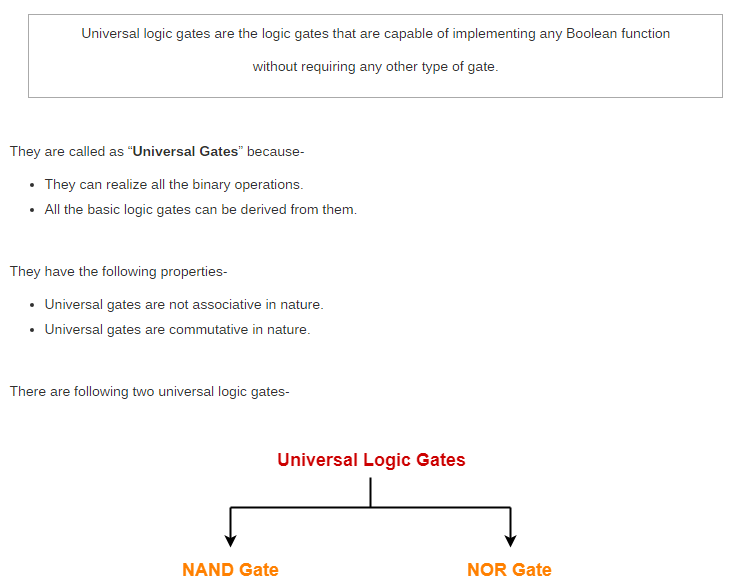 Universal logic gates are the logic gates that are capable of implementing any Boolean function
without requiring any other type of gate.
They are called as “Universal Gates” because-
• They can realize all the binary operations.
• All the basic logic gates can be derived from them.
They have the following properties-
• Universal gates are not associative in nature.
• Universal gates are commutative in nature.
There are following two universal logic gates-
Universal Logic Gates
NAND Gate
NOR Gate